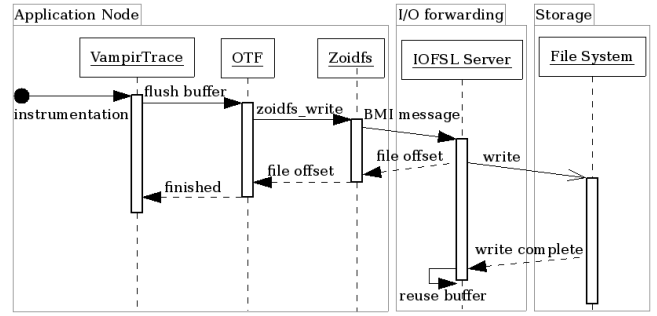 Application Node
I/O forwarding
Storage
VampirTrace
OTF
Zoidfs
IOFSL Server
File System
flush buffer
instrumentation
zoidfs_write
BMI message
file offset
write
file offset
finished
write complete
reuse buffer